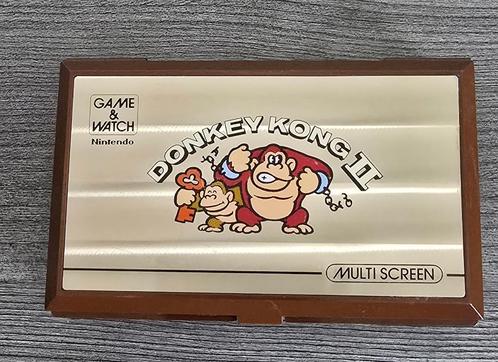 GAME
&
WATCH
Nintendo
DONKEY KONG II
MULTI SCREEN